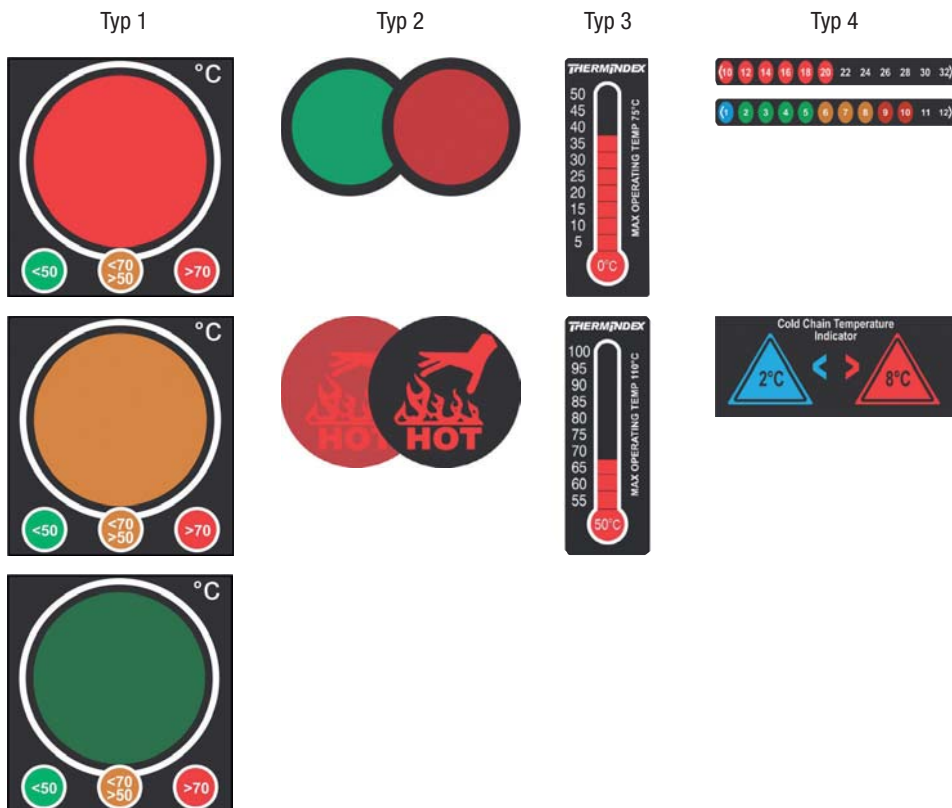 Typ 1
Typ 2
Typ 3
Typ 4
°C
<50
<70
>50
>70
°C
<50
<70
>50
>70
°C
<50
<70
>50
>70
HOT
HOT
THERMINDEX
50
45
40
35
30
25
20
15
10
5
0°C
MAX OPERATING TEMP 75°C
THERMINDEX
100
95
90
85
80
75
70
65
60
55
50°C
MAX OPERATING TEMP 110°C
10 12 14 16 18 20 22 24 26 28 30 32
1 2 3 4 5 6 7 8 9 10 11 12
Cold Chain Temperature
Indicator
2°C < > 8°C